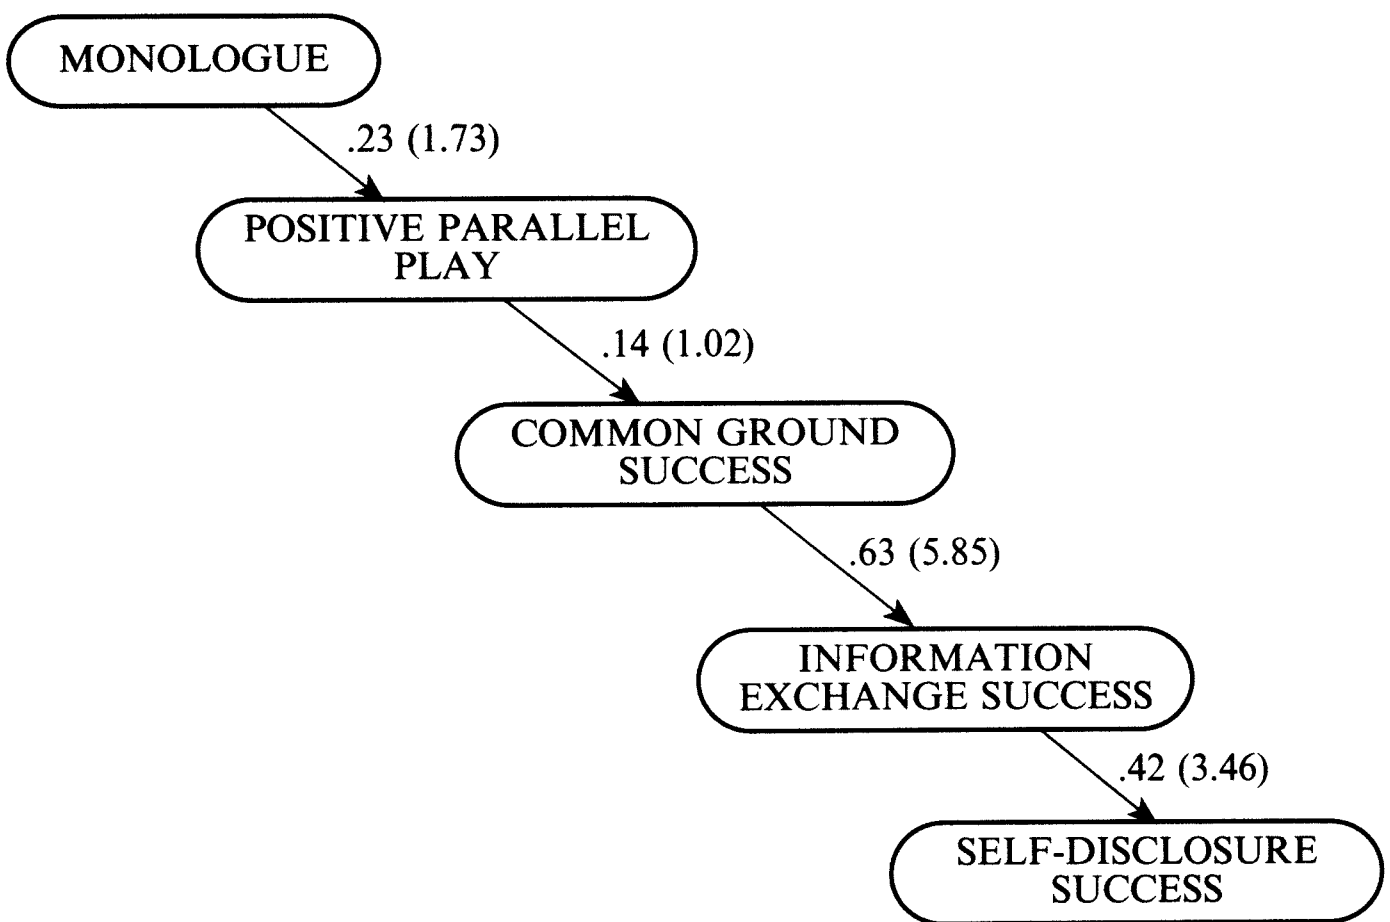 MONOLOGUE
.23 (1.73)
POSITIVE PARALLEL
PLAY
.14 (1.02)
COMMON GROUND
SUCCESS
.63 (5.85)
INFORMATION
EXCHANGE SUCCESS
.42 (3.46)
SELF-DISCLOSURE
SUCCESS